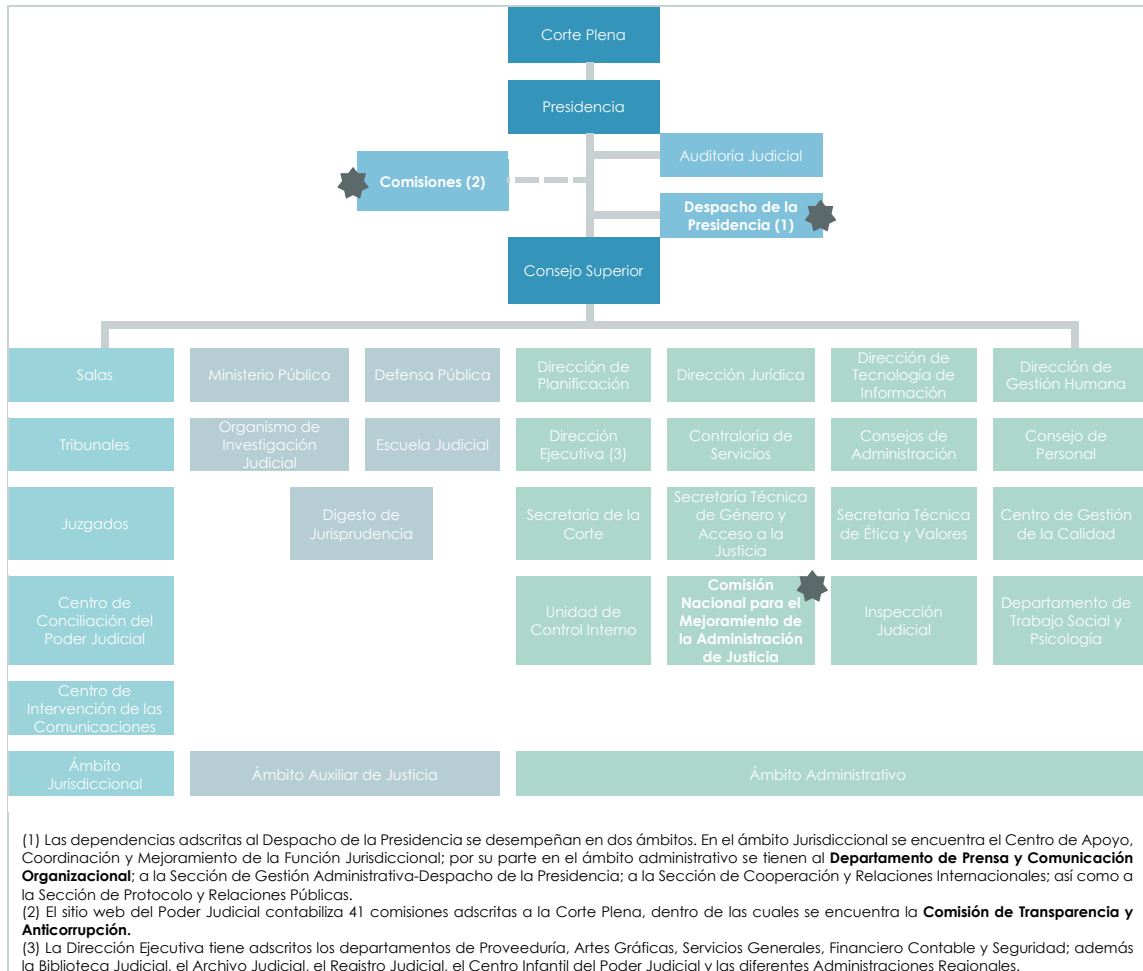 Corte Plena
Presidencia
Auditoría Judicial
Comisiones (2)
Despacho de la
Presidencia (1)
Consejo Superior
Salas
Ministerio Público
Defensa Pública
Dirección de
Planificación
Dirección Jurídica
Dirección de
Tecnología de
Información
Dirección de
Gestión Humana
Tribunales
Organismo de
Investigación
Judicial
Escuela Judicial
Dirección
Ejecutiva (3)
Contraloría de
Servicios
Consejos de
Administración
Consejo de
Personal
Juzgados
Digesto de
Jurisprudencia
Secretaría de la
Corte
Secretaría Técnica
de Género y
Acceso a la
Justicia
Secretaría Técnica
de Ética y Valores
Centro de Gestión
de la Calidad
Centro de
Conciliación del
Poder Judicial
Unidad de
Control Interno
Comisión
Nacional para el
Mejoramiento de
la Administración
de Justicia
Inspección
Judicial
Departamento de
Trabajo Social y
Psicología
Centro de
Intervención de las
Comunicaciones
Ámbito
Jurisdiccional
Ámbito Auxiliar de Justicia
Ámbito Administrativo
(1) Las dependencias adscritas al Despacho de la Presidencia se desempeñan en dos ámbitos. En el ámbito Jurisdiccional se encuentra el Centro de Apoyo,
Coordinación y Mejoramiento de la Función Jurisdiccional; por su parte en el ámbito administrativo se tienen al Departamento de Prensa y Comunicación
Organizacional; a la Sección de Gestión Administrativa-Despacho de la Presidencia; a la Sección de Cooperación y Relaciones Internacionales; así como a
la Sección de Protocolo y Relaciones Públicas.
(2) El sitio web del Poder Judicial contabiliza 41 comisiones adscritas a la Corte Plena, dentro de las cuales se encuentra la Comisión de Transparencia y
Anticorrupción.
(3) La Dirección Ejecutiva tiene adscritos los departamentos de Proveeduría, Artes Gráficas, Servicios Generales, Financiero Contable y Seguridad; además
la Biblioteca Judicial, el Archivo Judicial, el Registro Judicial, el Centro Infantil del Poder Judicial y las diferentes Administraciones Regionales.